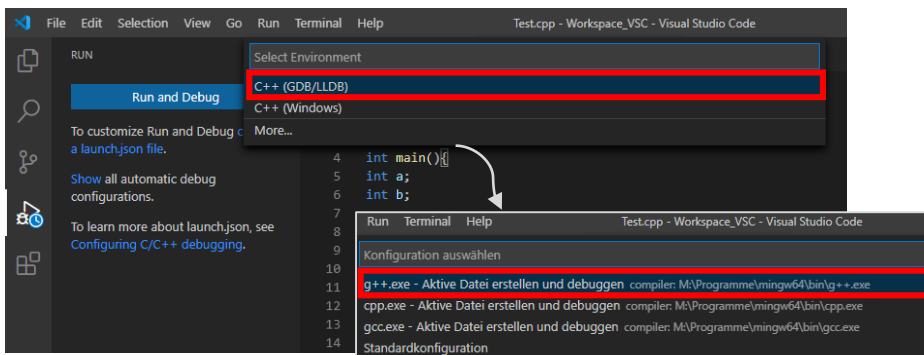 File Edit Selection View Go Run Terminal Help Test.cpp - Workspace_VSC - Visual Studio Code
RUN
Select Environment
C++ (GDB/LLDB)
C++ (Windows)
More...
Run and Debug
To customize Run and Debug
a launch.json file.
Show all automatic debug
configurations.
To learn more about launch.json, see
Configuring C/C++ debugging.
4 int main(){
5 int a;
6 int b;
7
8
9
10
11
12
13
14
Run Terminal Help Test.cpp - Workspace_VSC - Visual Studio Code
Konfiguration auswählen
g++.exe - Aktive Datei erstellen und debuggen compiler: M:\Programme\mingw64\bin\g++.exe
cpp.exe - Aktive Datei erstellen und debuggen compiler: M:\Programme\mingw64\bin\cpp.exe
gcc.exe - Aktive Datei erstellen und debuggen compiler: M:\Programme\mingw64\bin\gcc.exe
Standardkonfiguration